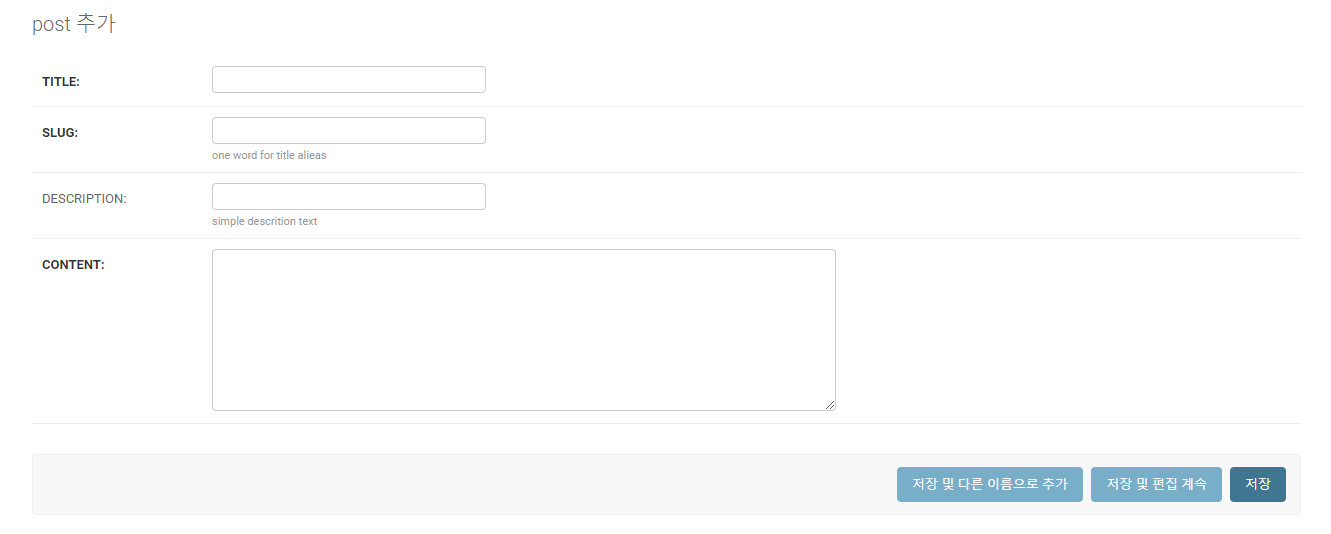 post 추가
TITLE:
SLUG:
one word for title alieas
DESCRIPTION:
simple descrition text
CONTENT:
저장 및 다른 이름으로 추가 저장 및 편집 계속 저장